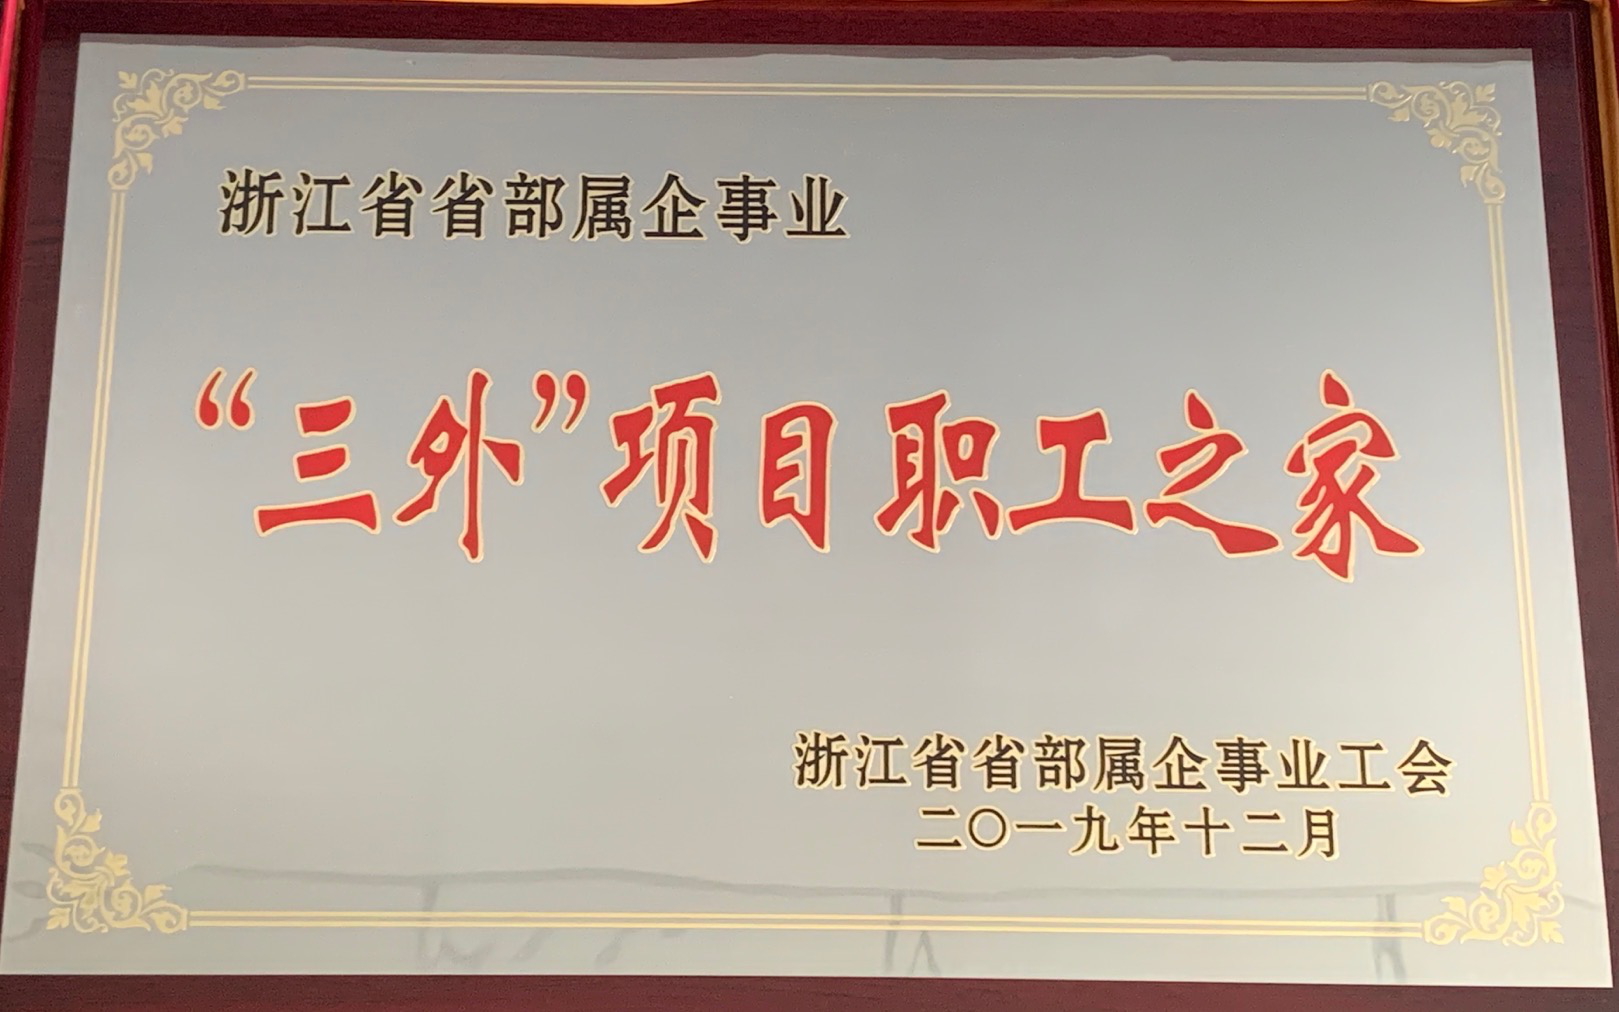 浙江省省部属企事业
“三外”项目职工之家
浙江省省部属企事业工会
二〇一九年十二月